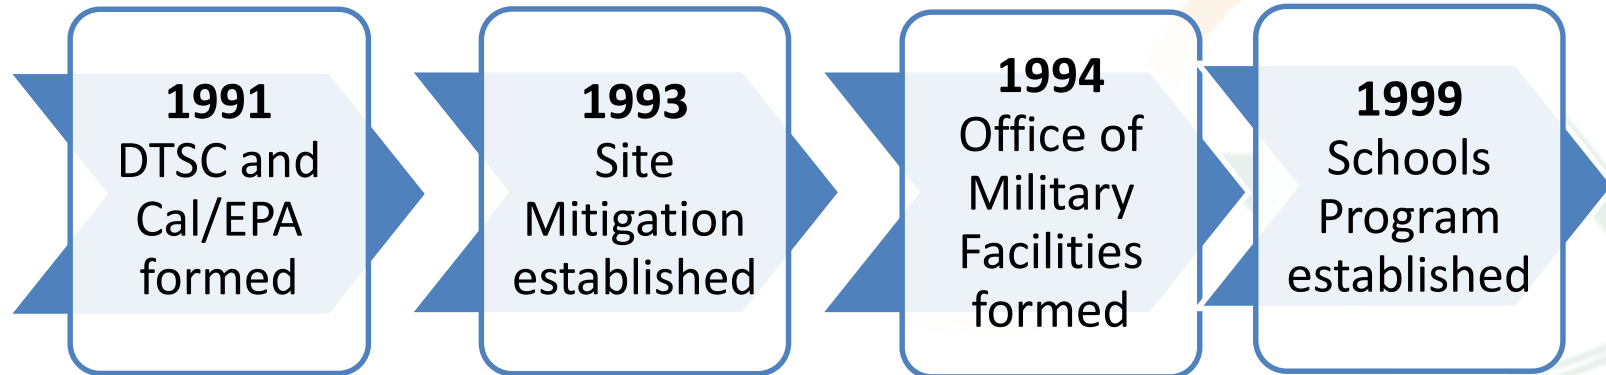 1991
DTSC and
Cal/EPA
formed
1993
Site
Mitigation
established
1994
Office of
Military
Facilities
formed
1999
Schools
Program
established